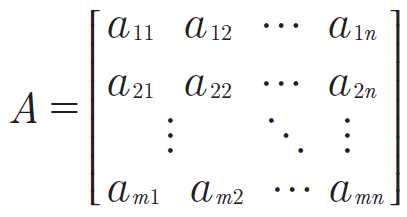 a₁₁ a₁₂ ⋯ a₁ₙ
a₂₁ a₂₂ ⋯ a₂ₙ
A = ⋮ ⋱ ⋮
aₘ₁ aₘ₂ ⋯ aₘₙ